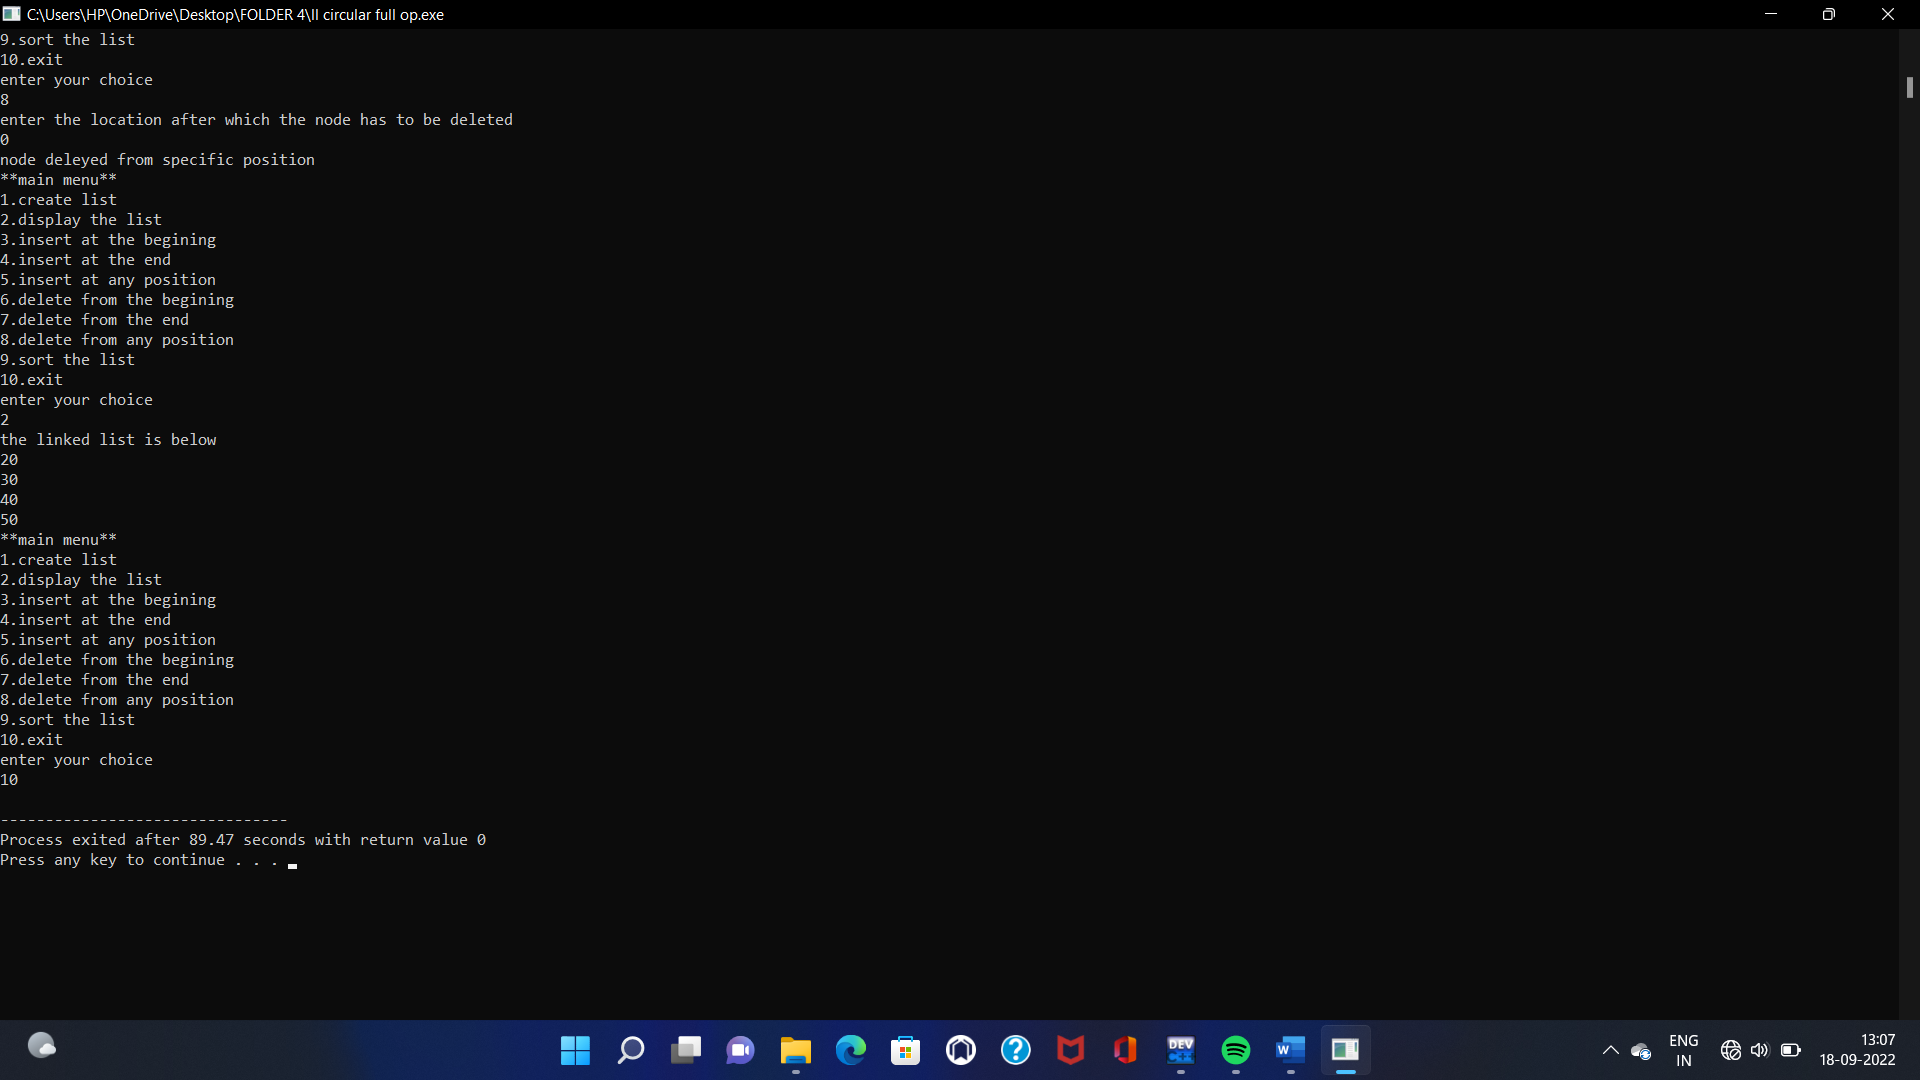 C:\Users\HP\OneDrive\Desktop\FOLDER 4\ll circular full op.exe
9.sort the list
10.exit
enter your choice
8
enter the location after which the node has to be deleted
0
node deleyed from specific position
**main menu**
1.create list
2.display the list
3.insert at the begining
4.insert at the end
5.insert at any position
6.delete from the begining
7.delete from the end
8.delete from any position
9.sort the list
10.exit
enter your choice
2
the linked list is below
20
30
40
50
**main menu**
1.create list
2.display the list
3.insert at the begining
4.insert at the end
5.insert at any position
6.delete from the begining
7.delete from the end
8.delete from any position
9.sort the list
10.exit
enter your choice
10
--------------------------------
Process exited after 89.47 seconds with return value 0
Press any key to continue . . .
DEV
C++
W
ENG
IN
13:07
18-09-2022